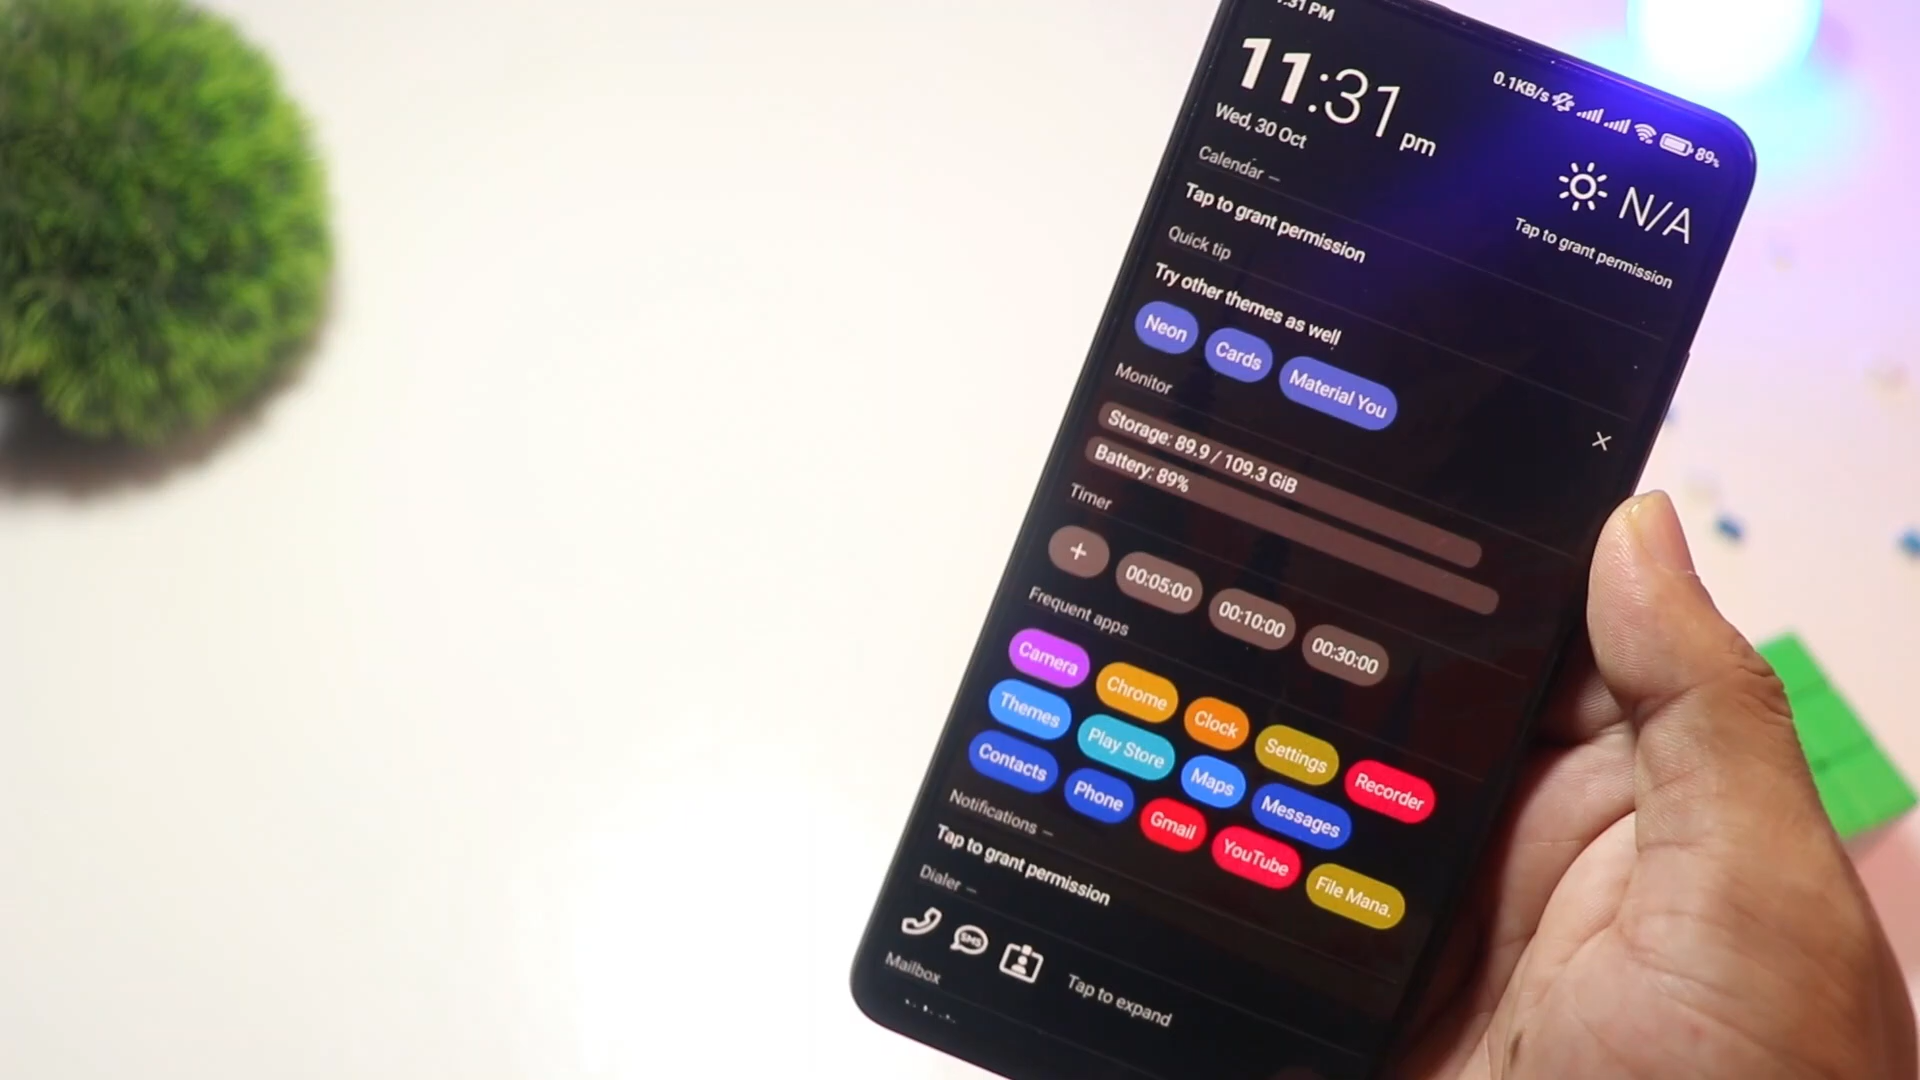 :31 PM
0.1KB/s 89%
11:31 pm
Wed, 30 Oct
N/A
Tap to grant permission
Calendar –
Tap to grant permission
Quick tip
Try other themes as well
Neon Cards Material You
Monitor
Storage: 89.9 / 109.3 GiB
Battery: 89%
Timer
+ 00:05:00 00:10:00 00:30:00
Frequent apps
Camera Chrome Clock Settings Recorder
Themes Play Store Maps Messages
Contacts Phone Gmail YouTube File Mana.
Notifications –
Tap to grant permission
Dialer –
SMS Tap to expand
Mailbox